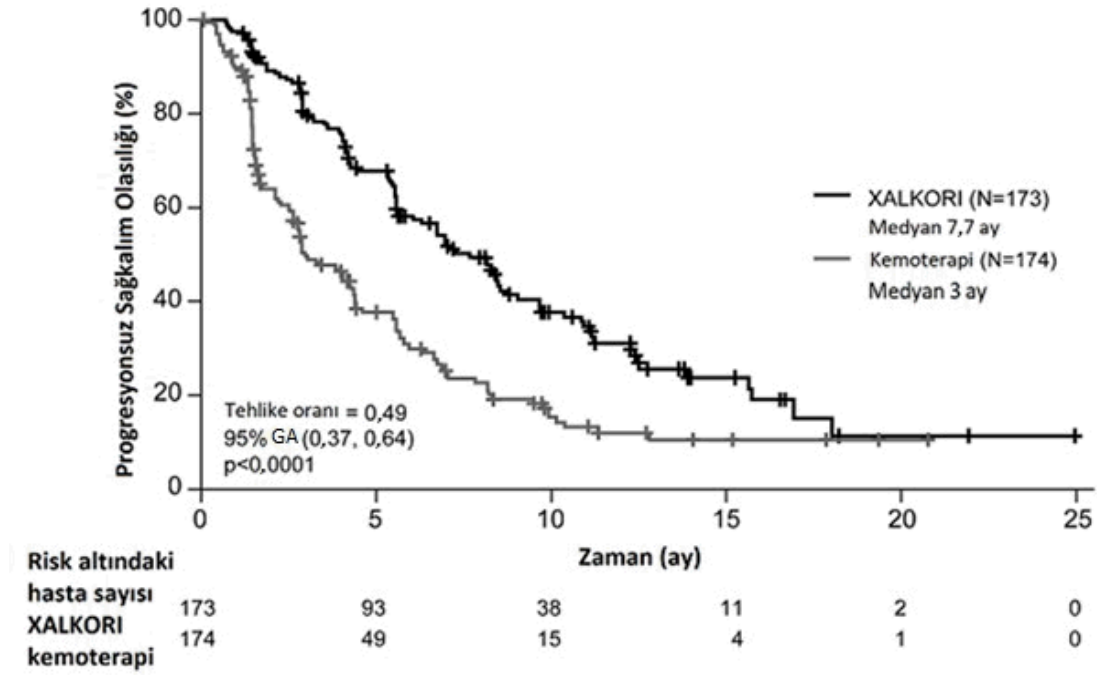 Progresyonsuz Sağkalım Olasılığı (%)
100
80
60
40
20
0
XALKORI (N=173)
Medyan 7,7 ay
Kemoterapi (N=174)
Medyan 3 ay
Tehlike oranı = 0,49
95% GA (0,37, 0,64)
p<0,0001
0 5 10 15 20 25
Zaman (ay)
Risk altındaki
hasta sayısı
XALKORI 173 93 38 11 2 0
kemoterapi 174 49 15 4 1 0